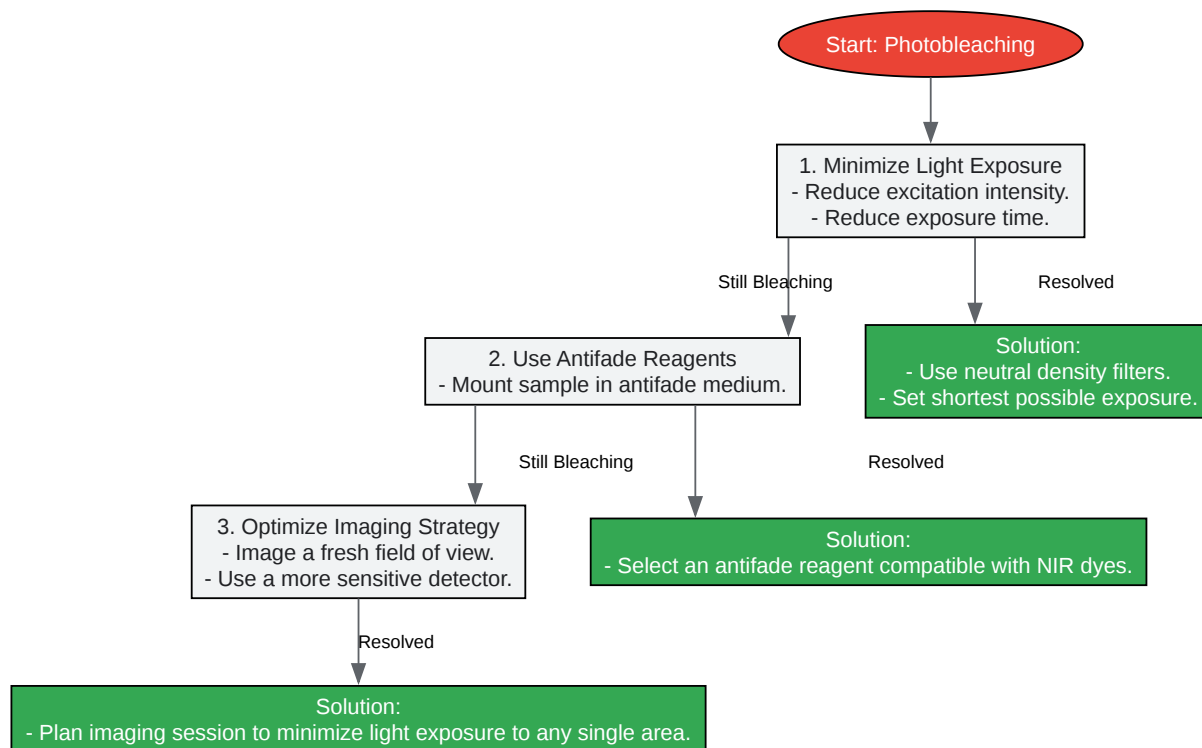 Start: Photobleaching
1. Minimize Light Exposure
- Reduce excitation intensity.
- Reduce exposure time.
Still Bleaching
Resolved
Solution:
- Use neutral density filters.
- Set shortest possible exposure.
2. Use Antifade Reagents
- Mount sample in antifade medium.
Still Bleaching
Resolved
Solution:
- Select an antifade reagent compatible with NIR dyes.
3. Optimize Imaging Strategy
- Image a fresh field of view.
- Use a more sensitive detector.
Resolved
Solution:
- Plan imaging session to minimize light exposure to any single area.